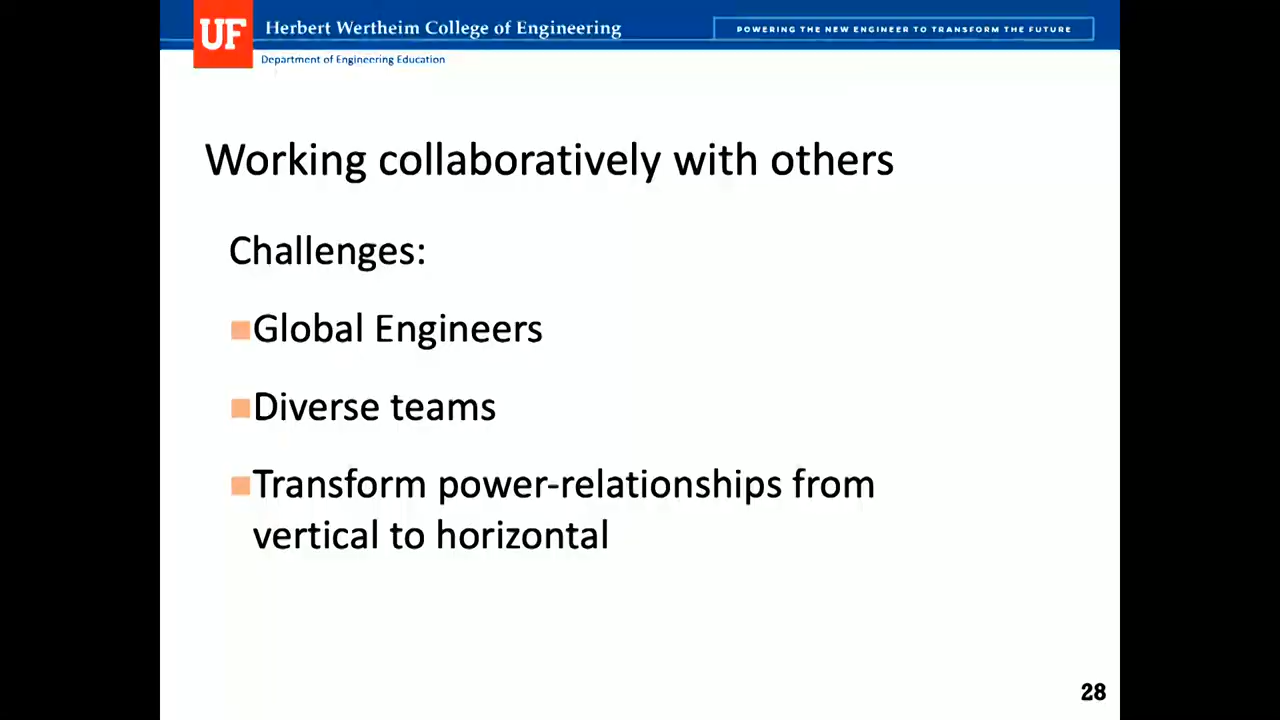 UF
Herbert Wertheim College of Engineering
POWERING THE NEW ENGINEER TO TRANSFORM THE FUTURE
Department of Engineering Education
Working collaboratively with others
Challenges:
Global Engineers
Diverse teams
Transform power-relationships from
vertical to horizontal
28